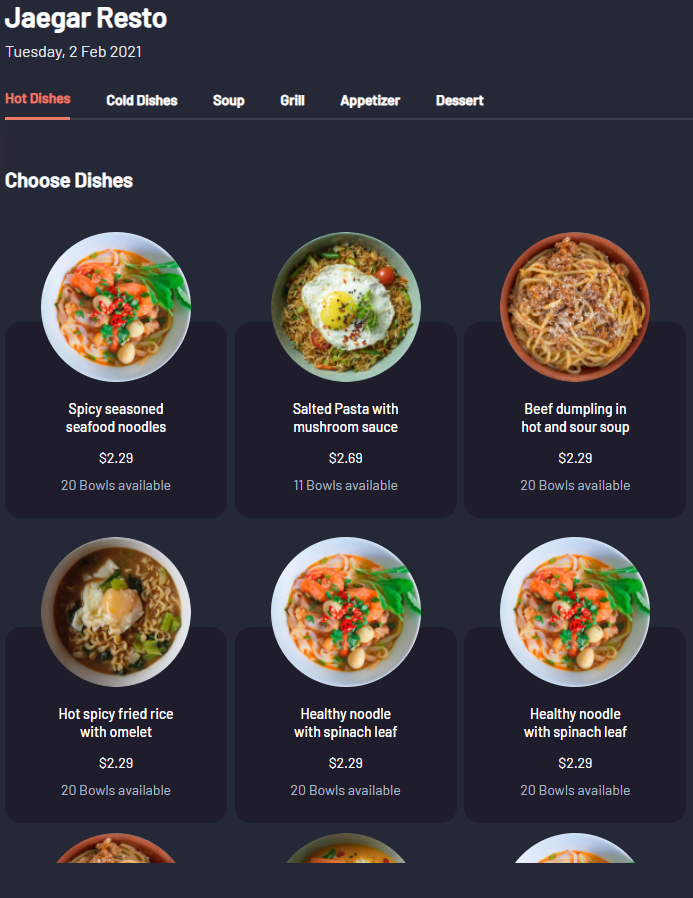 Jaegar Resto
Tuesday, 2 Feb 2021
Hot Dishes Cold Dishes Soup Grill Appetizer Dessert
Choose Dishes
Spicy seasoned
seafood noodles
$2.29
20 Bowls available
Salted Pasta with
mushroom sauce
$2.69
11 Bowls available
Beef dumpling in
hot and sour soup
$2.29
20 Bowls available
Hot spicy fried rice
with omelet
$2.29
20 Bowls available
Healthy noodle
with spinach leaf
$2.29
20 Bowls available
Healthy noodle
with spinach leaf
$2.29
20 Bowls available